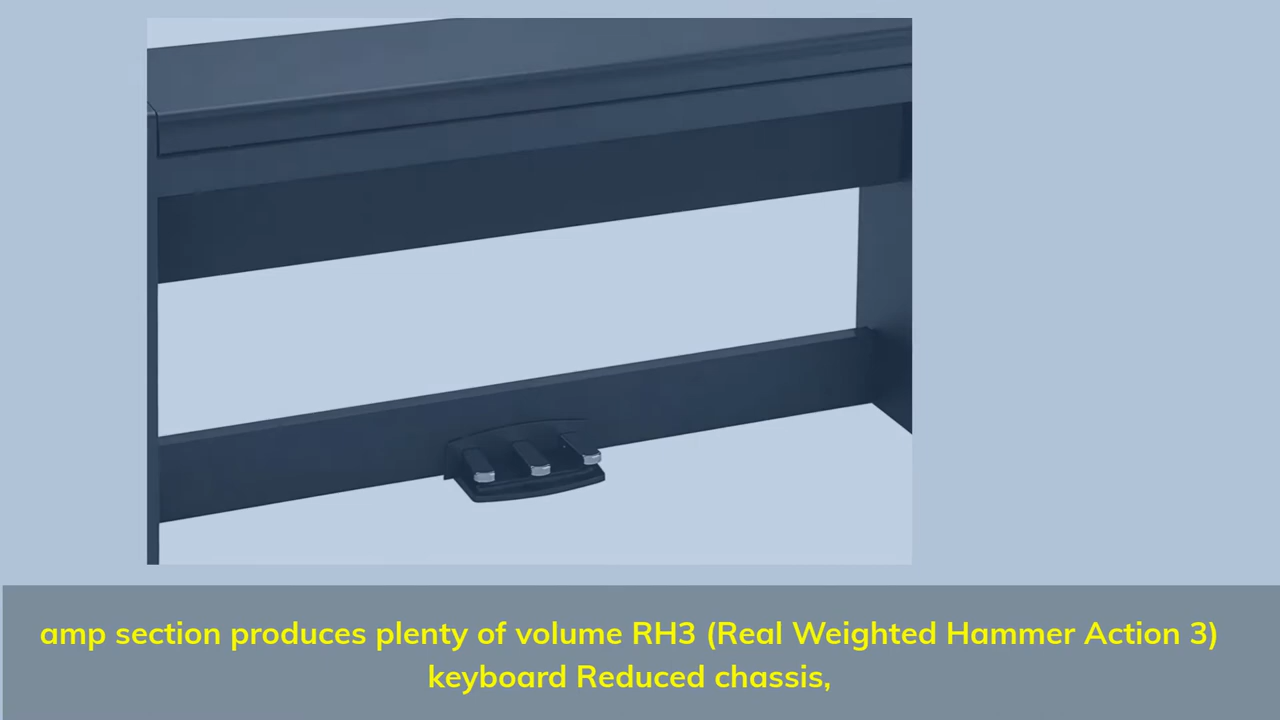 amp section produces plenty of volume RH3 (Real Weighted Hammer Action 3)
keyboard Reduced chassis,